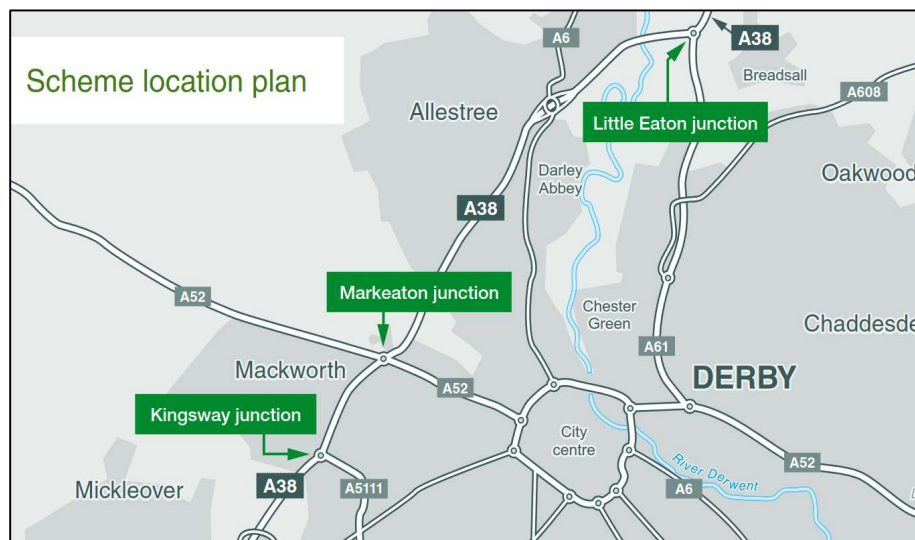 Scheme location plan
A6
A38
Breadsall
A608
Allestree
Little Eaton junction
Darley
Abbey
Oakwood
A38
A52
Markeaton junction
Chester
Green
Chaddesde
A61
Mackworth
A52
DERBY
Kingsway junction
City
centre
A52
River Derwent
Mickleover
A38
A5111
A6